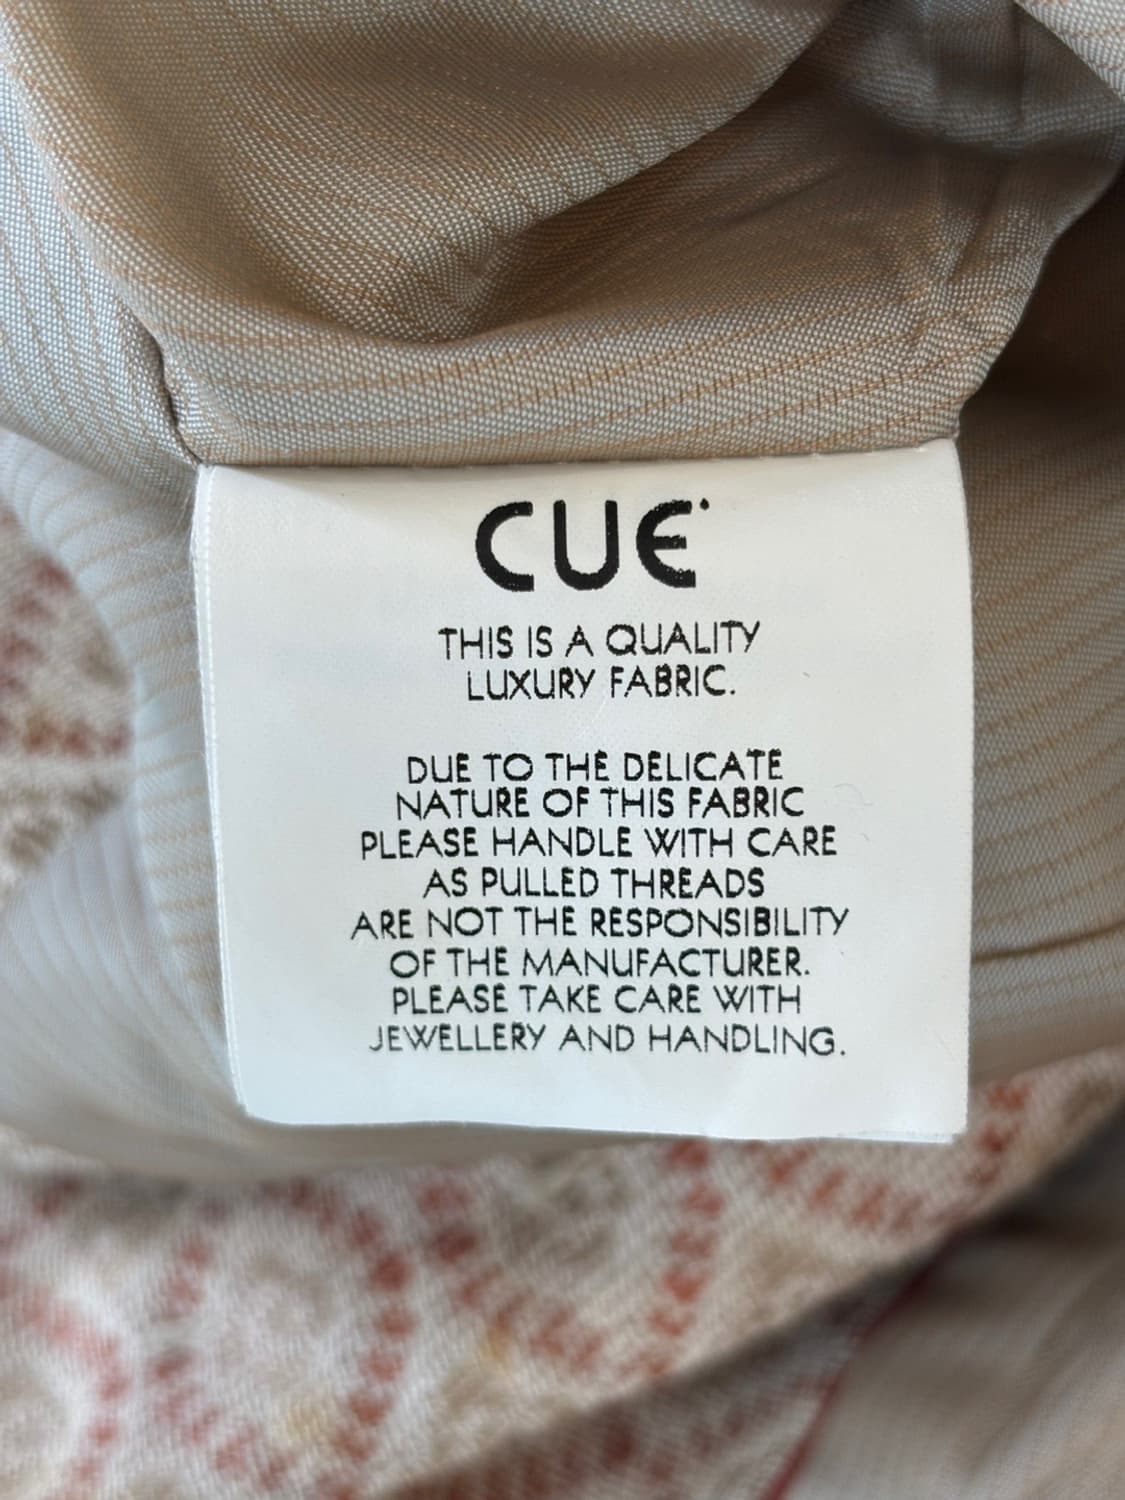 CUE
THIS IS A QUALITY
LUXURY FABRIC.
DUE TO THE DELICATE
NATURE OF THIS FABRIC
PLEASE HANDLE WITH CARE
AS PULLED THREADS
ARE NOT THE RESPONSIBILITY
OF THE MANUFACTURER.
PLEASE TAKE CARE WITH
JEWELLERY AND HANDLING.